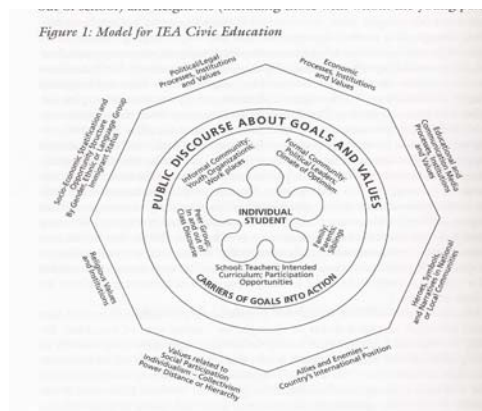 Figure 1: Model for IEA Civic Education
Political/Legal
Processes, Institutions
and Values
Economic
Processes, Institutions
and Values
Educational and
Communication/Media
Processes, Institutions
and Values
Heroes, Symbols,
and Narratives in National
or Local Communities
Allies and Enemies –
Country's International Position
Values related to
Social Participation
Individualism – Collectivism
Power Distance or Hierarchy
Religious Values
and Institutions
Socio-Economic Stratification and
Opportunity Structure
By Gender, Ethnic or Language Group
Immigrant Status
PUBLIC DISCOURSE ABOUT GOALS AND VALUES
Informal Community:
Youth Organizations;
Work places
Formal Community:
Political Leaders;
Climate of Optimism
Peer Group:
In and out of
Class Discourse
INDIVIDUAL
STUDENT
Family:
Parents;
Siblings
School: Teachers; Intended
Curriculum; Participation
Opportunities
CARRIERS OF GOALS INTO ACTION